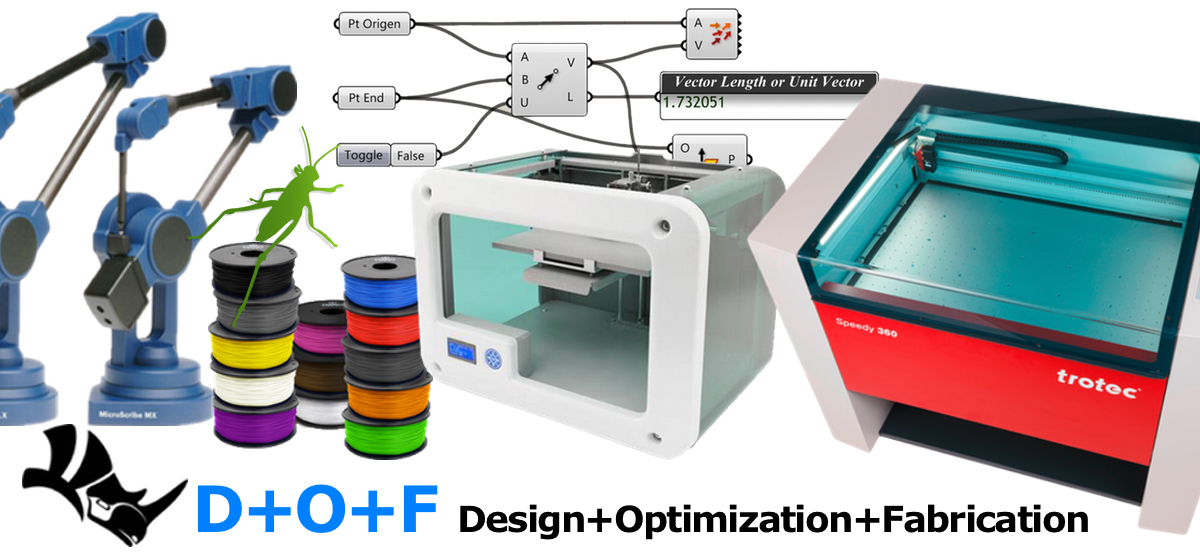 Pt Origen
A
V
A
B
U
V
L
Vector Length or Unit Vector
1.732051
Pt End
Toggle False
O
P
Speedy 360
trotec
MicroScribe MX
D+O+F Design+Optimization+Fabrication